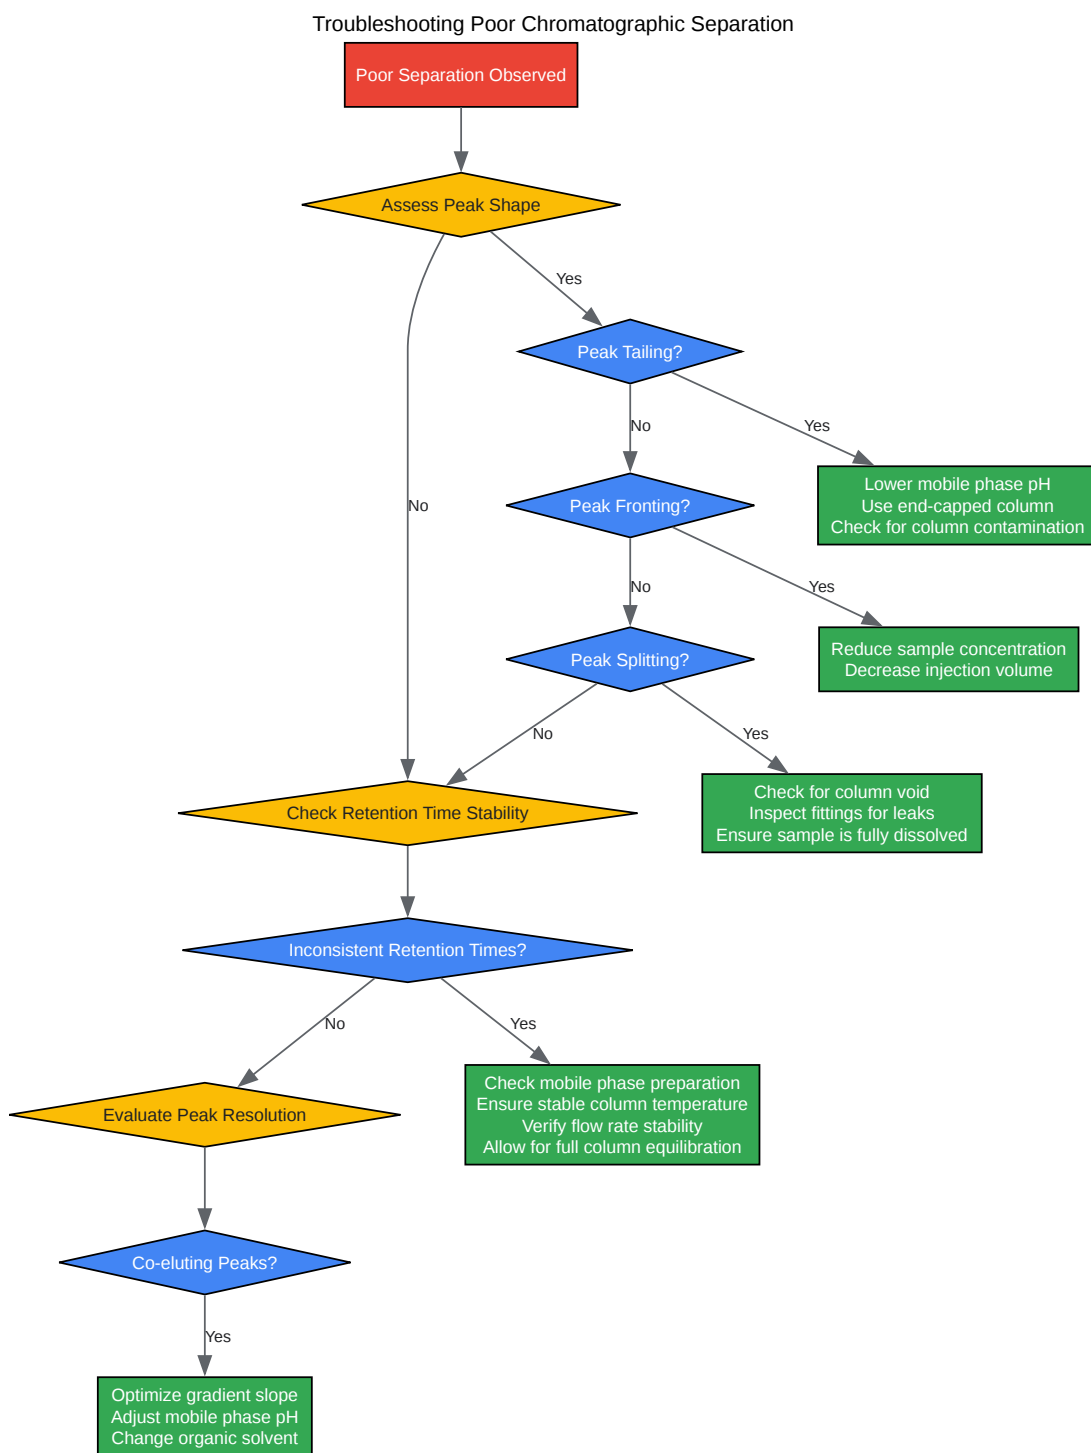 Troubleshooting Poor Chromatographic Separation
Poor Separation Observed
Assess Peak Shape
Yes
Peak Tailing?
No
Yes
Lower mobile phase pH
Use end-capped column
Check for column contamination
No
Peak Fronting?
No
Yes
Reduce sample concentration
Decrease injection volume
Peak Splitting?
No
Yes
Check for column void
Inspect fittings for leaks
Ensure sample is fully dissolved
Check Retention Time Stability
Inconsistent Retention Times?
No
Yes
Check mobile phase preparation
Ensure stable column temperature
Verify flow rate stability
Allow for full column equilibration
Evaluate Peak Resolution
Co-eluting Peaks?
Yes
Optimize gradient slope
Adjust mobile phase pH
Change organic solvent